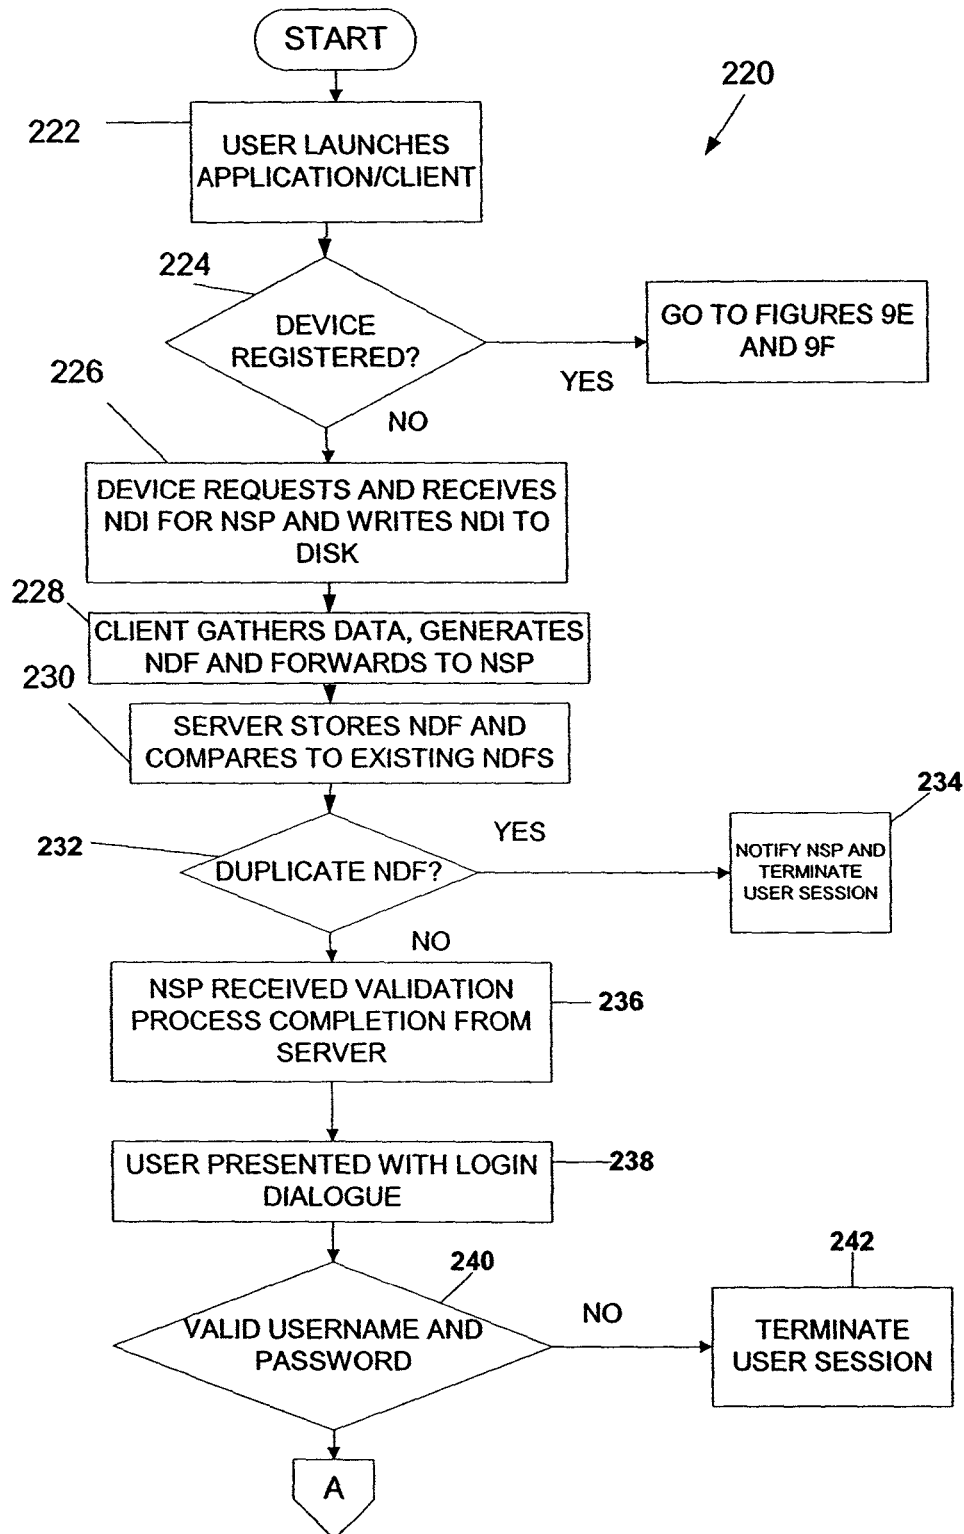 START
220
222
USER LAUNCHES
APPLICATION/CLIENT
224
DEVICE
REGISTERED?
GO TO FIGURES 9E
AND 9F
YES
226
NO
DEVICE REQUESTS AND RECEIVES
NDI FOR NSP AND WRITES NDI TO
DISK
228
CLIENT GATHERS DATA, GENERATES
NDF AND FORWARDS TO NSP
230
SERVER STORES NDF AND
COMPARES TO EXISTING NDFS
234
232
DUPLICATE NDF?
YES
NOTIFY NSP AND
TERMINATE
USER SESSION
NO
NSP RECEIVED VALIDATION
PROCESS COMPLETION FROM
SERVER
236
USER PRESENTED WITH LOGIN
DIALOGUE
238
240
242
VALID USERNAME AND
PASSWORD
NO
TERMINATE
USER SESSION
A